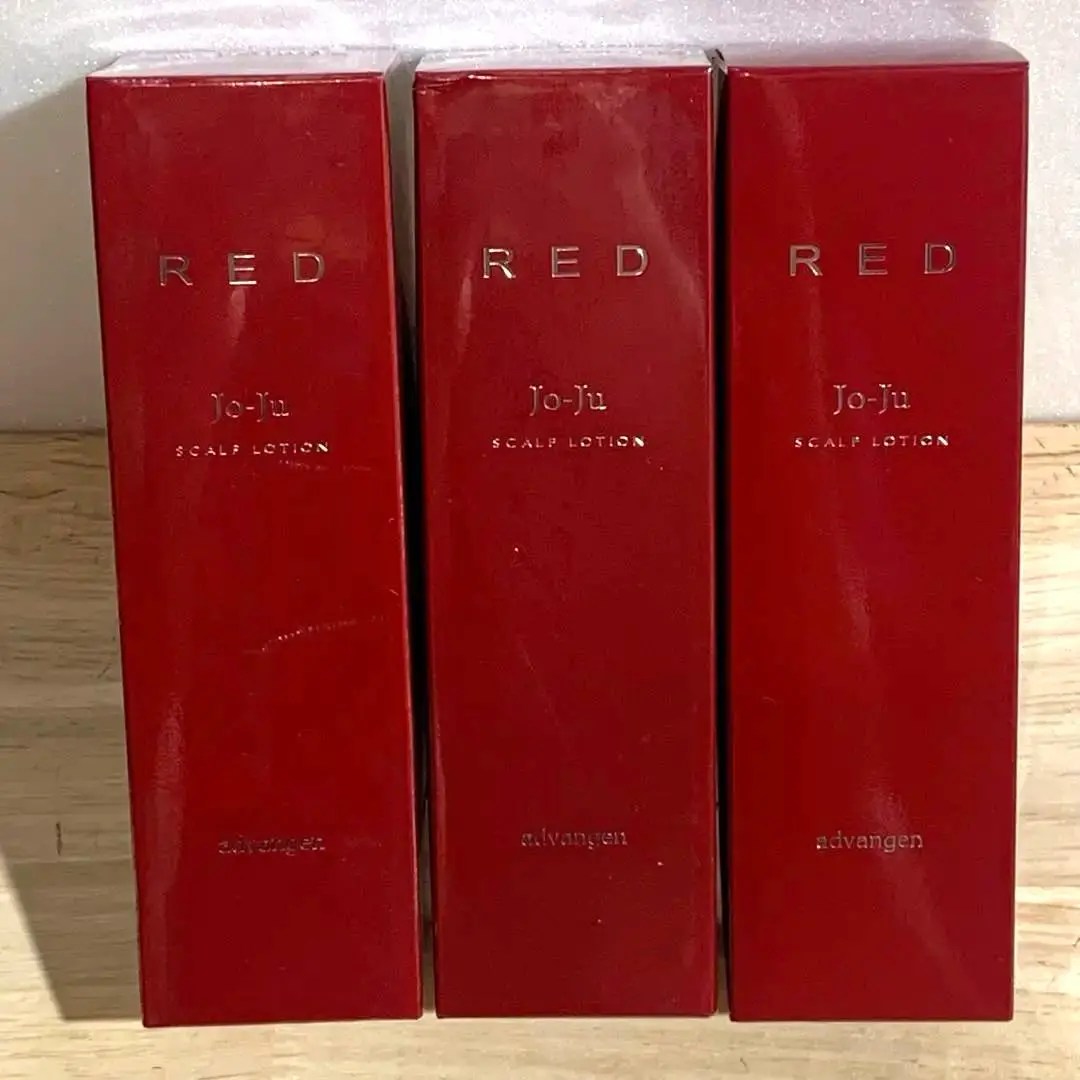 RED
Jo-Ju
SCALP LOTION
advangen
RED
Jo-Ju
SCALP LOTION
advangen
RED
Jo-Ju
SCALP LOTION
advangen